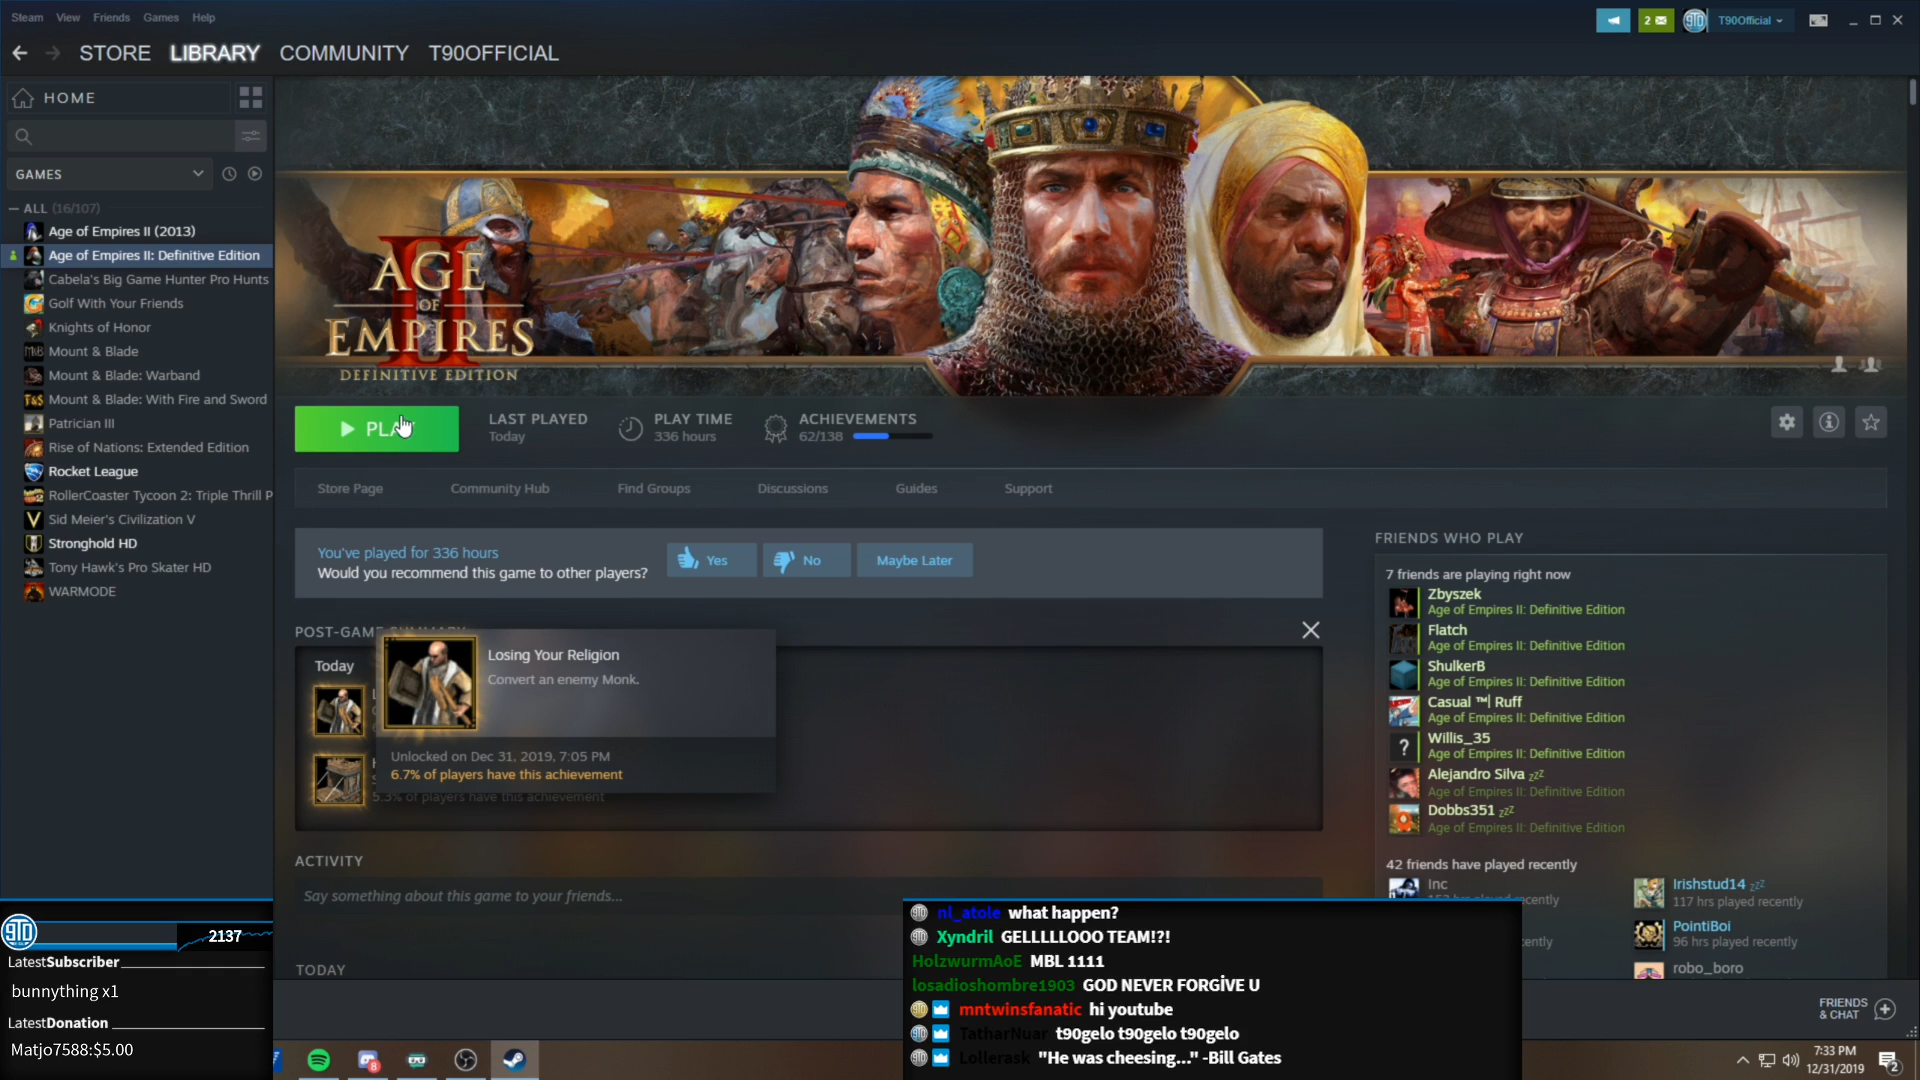 Steam View Friends Games Help
2
T90Official
STORE LIBRARY COMMUNITY T90OFFICIAL
HOME
GAMES
ALL (16/107)
Age of Empires II (2013)
Age of Empires II: Definitive Edition
Cabela's Big Game Hunter Pro Hunts
Golf With Your Friends
Knights of Honor
Mount & Blade
Mount & Blade: Warband
Mount & Blade: With Fire and Sword
Patrician III
Rise of Nations: Extended Edition
Rocket League
RollerCoaster Tycoon 2: Triple Thrill P
Sid Meier's Civilization V
Stronghold HD
Tony Hawk's Pro Skater HD
WARMODE
AGE
OF
EMPIRES
II
DEFINITIVE EDITION
PLAY
LAST PLAYED
Today
PLAY TIME
336 hours
ACHIEVEMENTS
62/138
Store Page Community Hub Find Groups Discussions Guides Support
You've played for 336 hours
Would you recommend this game to other players?
Yes No Maybe Later
POST-GAME SUMMARY
Today
Losing Your Religion
Convert an enemy Monk.
Unlocked on Dec 31, 2019, 7:05 PM
6.7% of players have this achievement
5.3% of players have this achievement
ACTIVITY
Say something about this game to your friends...
TODAY
FRIENDS WHO PLAY
7 friends are playing right now
Zbyszek
Age of Empires II: Definitive Edition
Flatch
Age of Empires II: Definitive Edition
ShulkerB
Age of Empires II: Definitive Edition
Casual ™| Ruff
Age of Empires II: Definitive Edition
Willis_35
Age of Empires II: Definitive Edition
Alejandro Silva zzZ
Age of Empires II: Definitive Edition
Dobbs351 zzZ
Age of Empires II: Definitive Edition
42 friends have played recently
Inc
Irishstud14 zzZ
117 hrs played recently
PointiBoi
96 hrs played recently
robo_boro
FRIENDS
& CHAT
2137
LatestSubscriber
bunnything x1
LatestDonation
Matjo7588:$5.00
nl_atole what happen?
Xyndril GELLLLLOOO TEAM!?!
HolzwurmAoE MBL 1111
losadioshombre1903 GOD NEVER FORGİVE U
mntwinsfanatic hi youtube
TatharNuar t90gelo t90gelo t90gelo
Lollerask "He was cheesing..." -Bill Gates
8
7:33 PM
12/31/2019
2